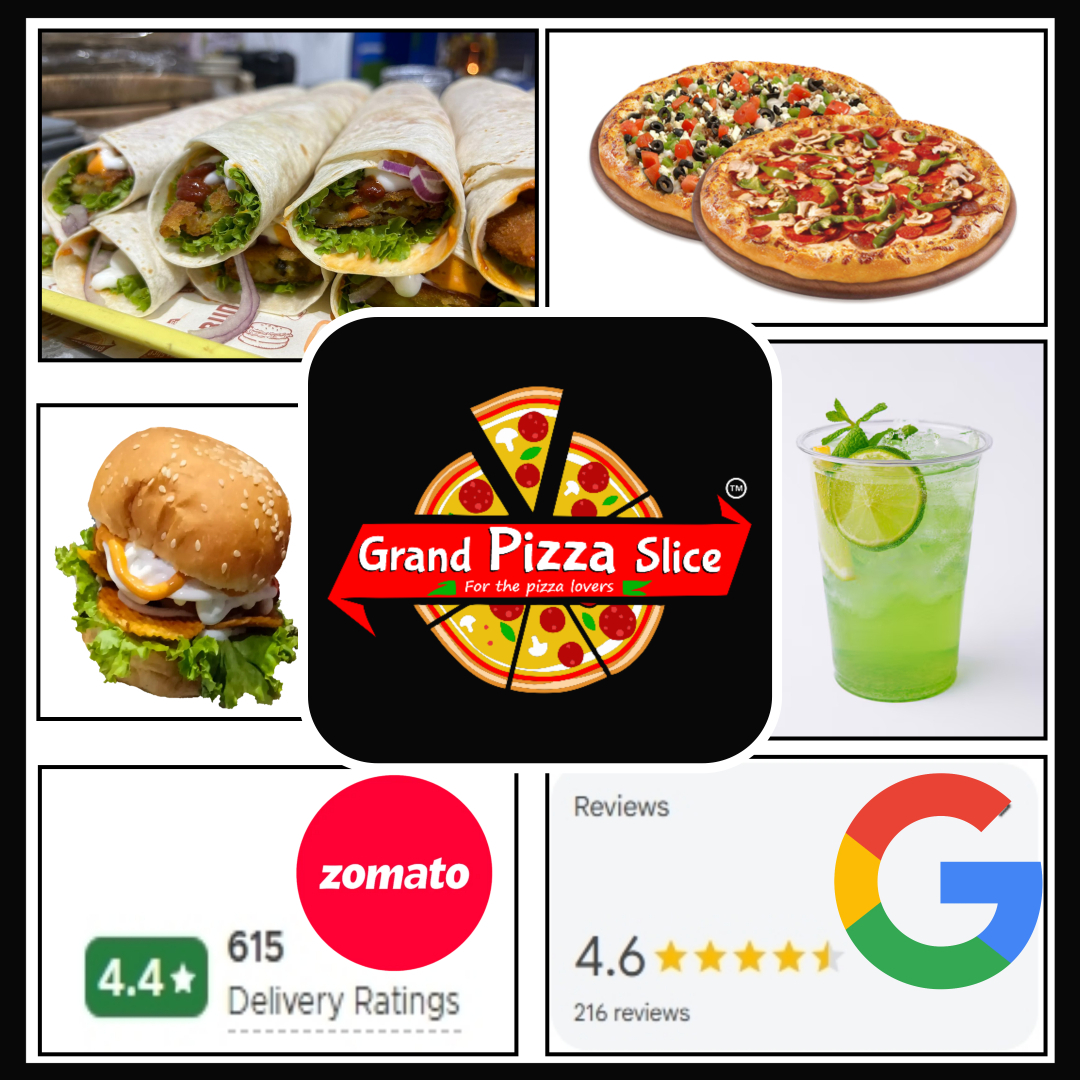 Grand Pizza Slice
TM
For the pizza lovers
zomato
4.4★
615
Delivery Ratings
Reviews
4.6
216 reviews